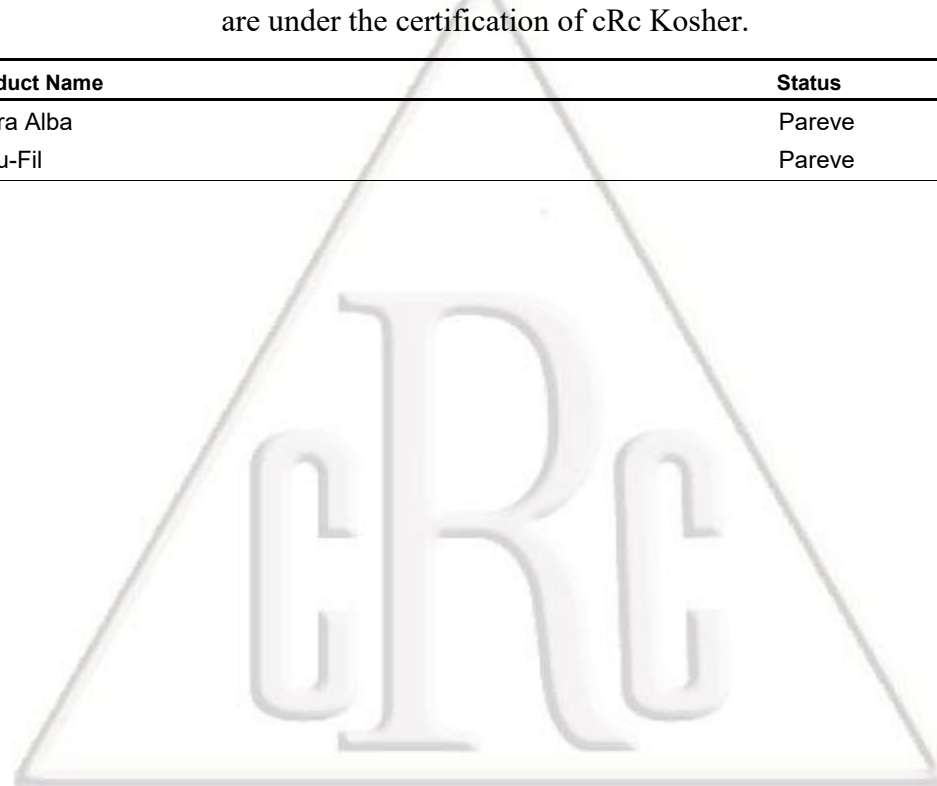 are under the certification of cRc Kosher.
duct Name Status
ra Alba Pareve
u-Fil Pareve
cRc